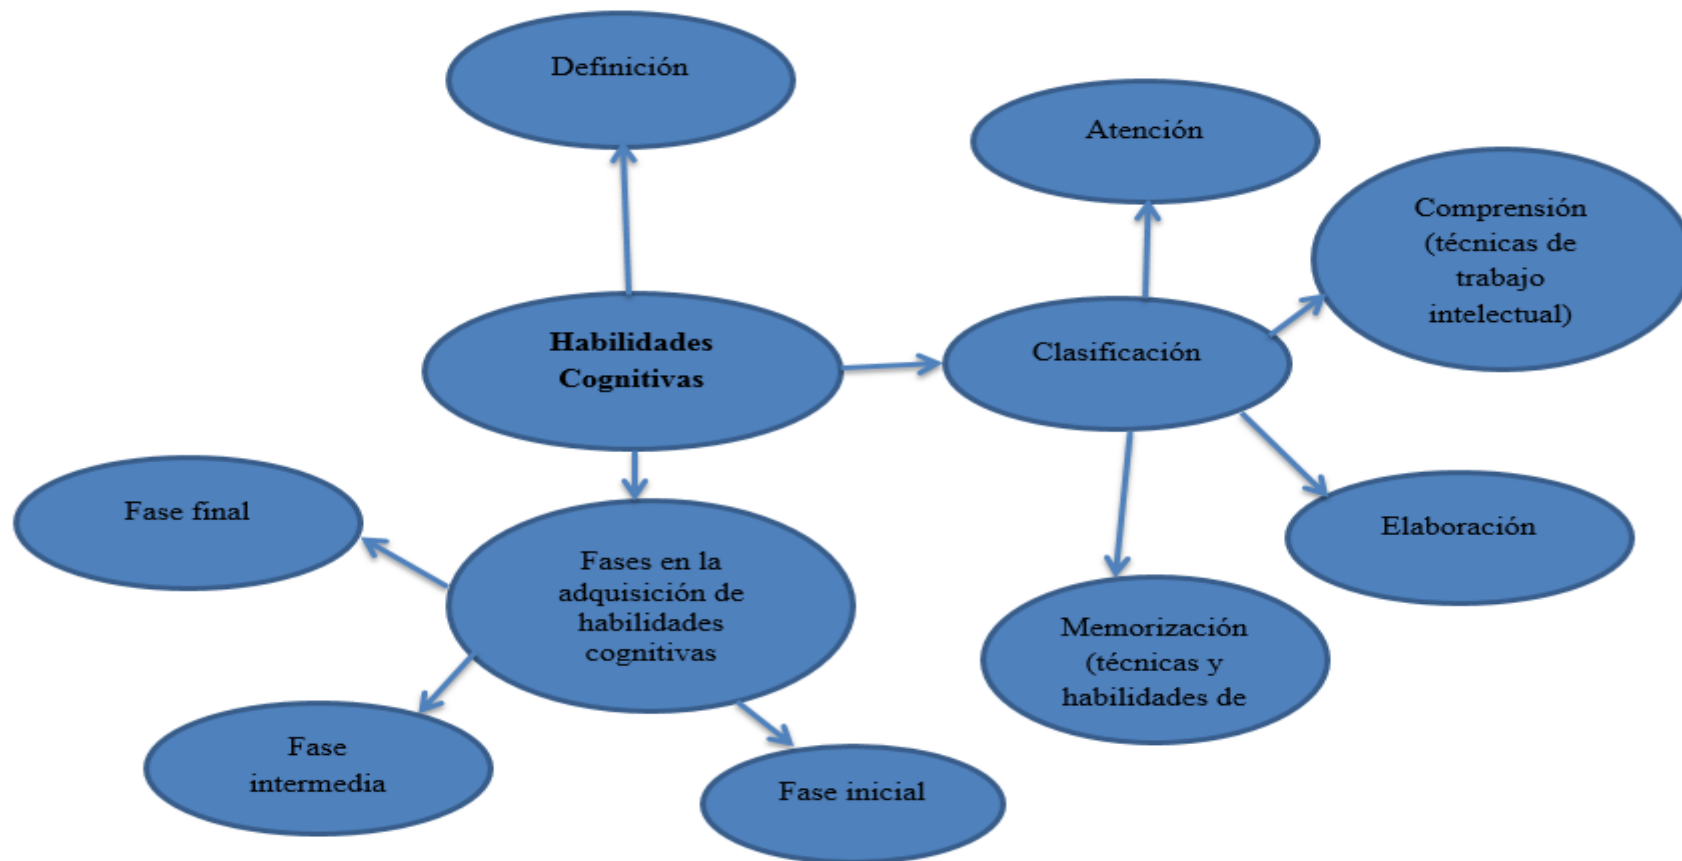 Definición
Atención
Comprensión
(técnicas de
trabajo
intelectual)
Habilidades
Cognitivas
Clasificación
Fase final
Fases en la
adquisición de
habilidades
cognitivas
Elaboración
Memorización
(técnicas y
habilidades de
Fase
intermedia
Fase inicial